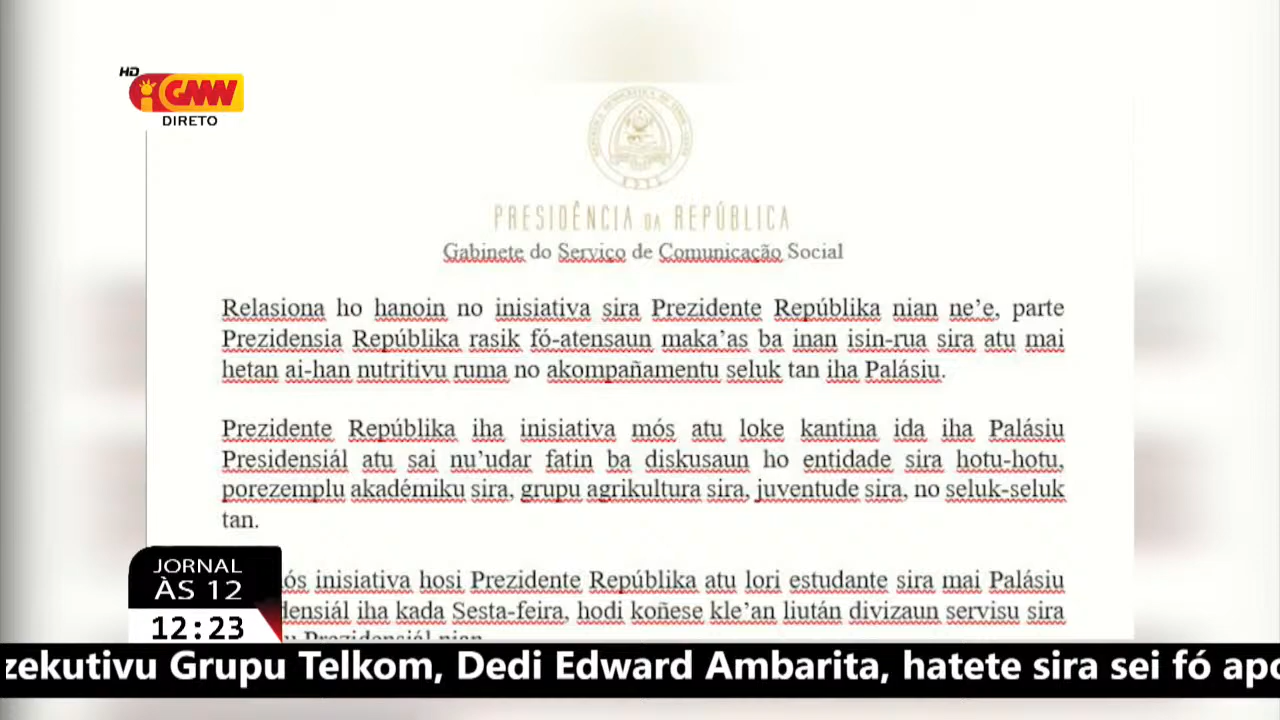 HD
GMN
DIRETO
PRESIDÊNCIA DA REPÚBLICA
Gabinete do Serviço de Comunicação Social
Relasiona ho hanoin no inisiativa sira Prezidente Repúblika nian ne’e, parte
Prezidensia Repúblika rasik fó-atensaun maka’as ba inan isin-rua sira atu mai
hetan ai-han nutritivu ruma no akompañamentu seluk tan iha Palásiu.
Prezidente Repúblika iha inisiativa mós atu loke kantina ida iha Palásiu
Presidensiál atu sai nu’udar fatin ba diskusaun ho entidade sira hotu-hotu,
porezemplu akadémiku sira, grupu agrikultura sira, juventude sira, no seluk-seluk
tan.
ós inisiativa hosi Prezidente Repúblika atu lori estudante sira mai Palásiu
densiál iha kada Sesta-feira, hodi koñese kle’an liután divizaun servisu sira
Prezidensiál nian
JORNAL
ÀS 12
12:23
zekutivu Grupu Telkom, Dedi Edward Ambarita, hatete sira sei fó apo